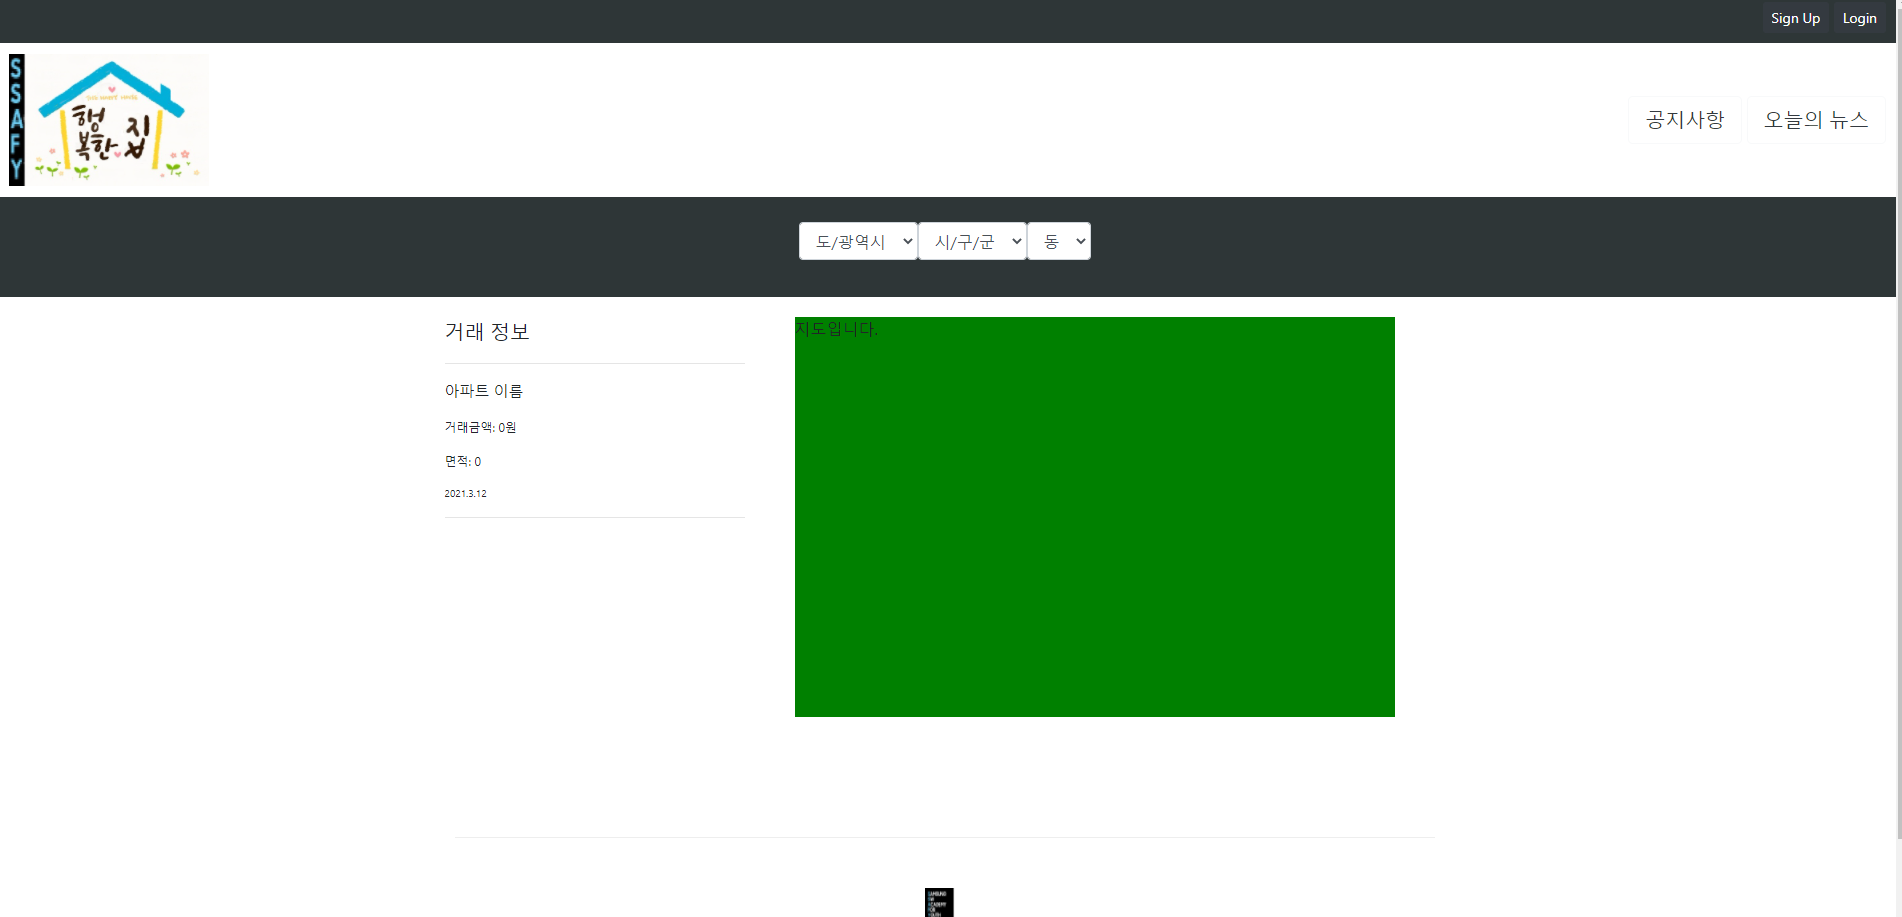 Sign Up Login
SSAFY
행복한 집
공지사항 오늘의 뉴스
도/광역시 시/구/군 동
거래 정보
지도입니다.
아파트 이름
거래금액: 0원
면적: 0
2021.3.12